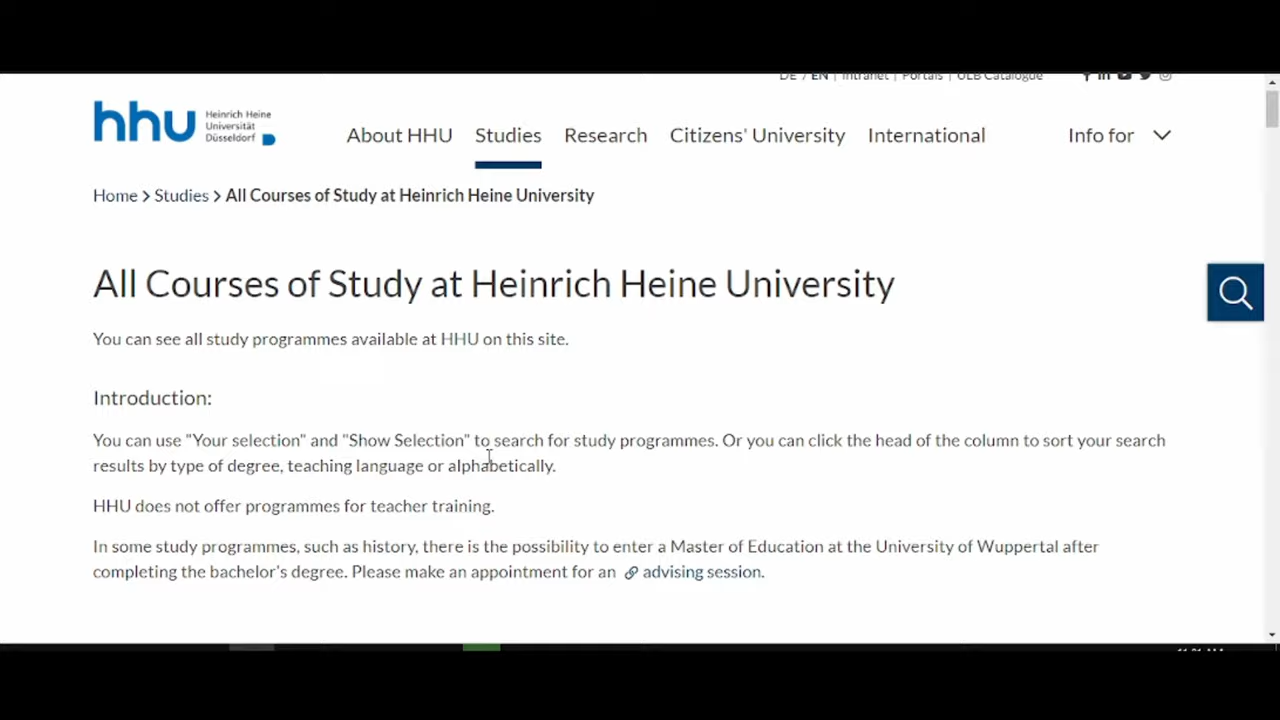 DE / EN | Intranet | Portals | ULB Catalogue
hhu Heinrich Heine
Universität
Düsseldorf
About HHU Studies Research Citizens' University International Info for
Home > Studies > All Courses of Study at Heinrich Heine University
All Courses of Study at Heinrich Heine University
You can see all study programmes available at HHU on this site.
Introduction:
You can use "Your selection" and "Show Selection" to search for study programmes. Or you can click the head of the column to sort your search
results by type of degree, teaching language or alphabetically.
HHU does not offer programmes for teacher training.
In some study programmes, such as history, there is the possibility to enter a Master of Education at the University of Wuppertal after
completing the bachelor's degree. Please make an appointment for an advising session.